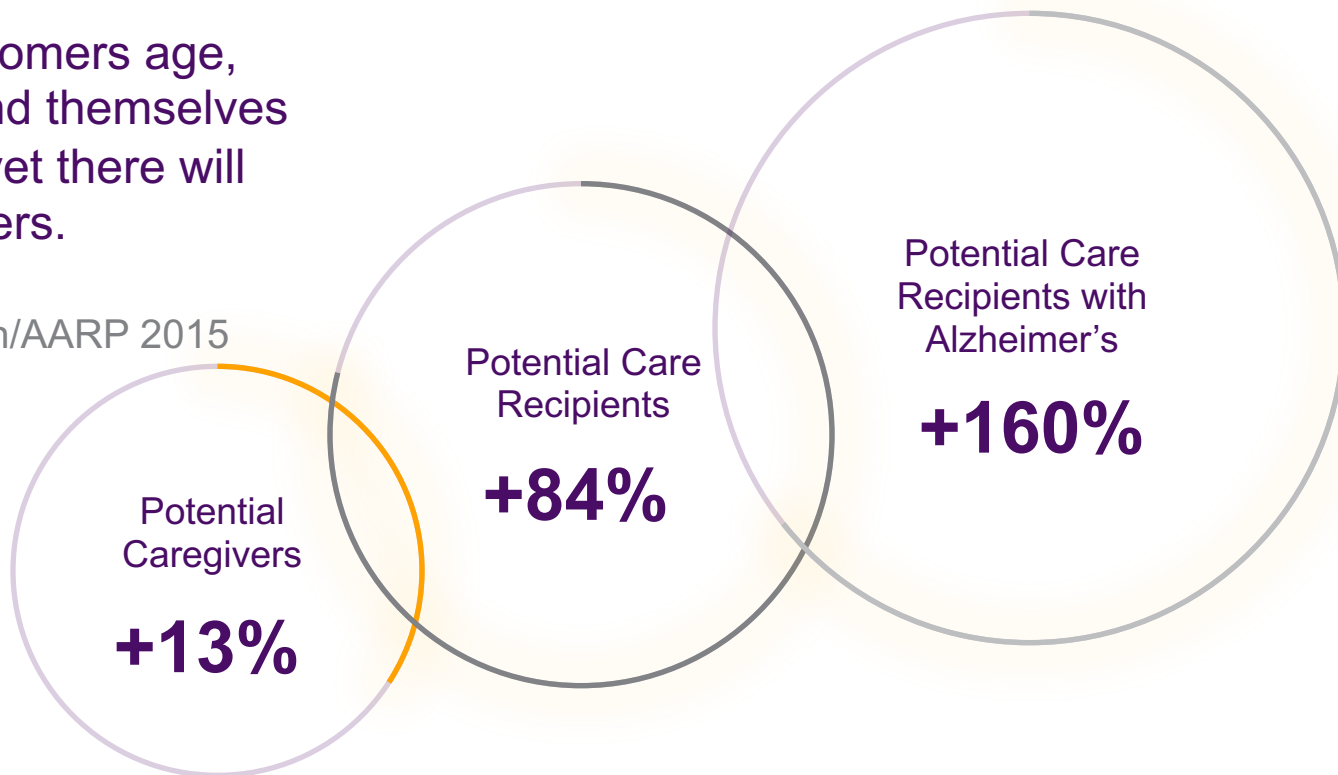 omers age,
nd themselves
yet there will
ers.
n/AARP 2015
Potential Care
Recipients with
Alzheimer’s
+160%
Potential Care
Recipients
+84%
Potential
Caregivers
+13%